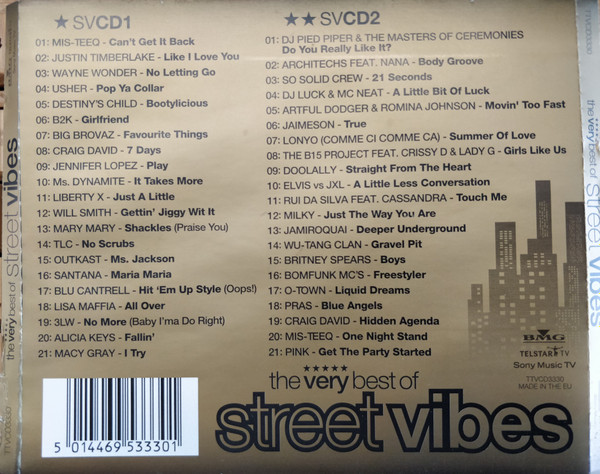 ★ SVCD1
01: MIS-TEEQ - Can't Get It Back
02: JUSTIN TIMBERLAKE - Like I Love You
03: WAYNE WONDER - No Letting Go
04: USHER - Pop Ya Collar
05: DESTINY'S CHILD - Bootylicious
06: B2K - Girlfriend
07: BIG BROVAZ - Favourite Things
08: CRAIG DAVID - 7 Days
09: JENNIFER LOPEZ - Play
10: Ms. DYNAMITE - It Takes More
11: LIBERTY X - Just A Little
12: WILL SMITH - Gettin' Jiggy Wit It
13: MARY MARY - Shackles (Praise You)
14: TLC - No Scrubs
15: OUTKAST - Ms. Jackson
16: SANTANA - Maria Maria
17: BLU CANTRELL - Hit 'Em Up Style (Oops!)
18: LISA MAFFIA - All Over
19: 3LW - No More (Baby I'ma Do Right)
20: ALICIA KEYS - Fallin'
21: MACY GRAY - I Try
★★ SVCD2
01: DJ PIED PIPER & THE MASTERS OF CEREMONIES
Do You Really Like It?
02: ARCHITECHS FEAT. NANA - Body Groove
03: SO SOLID CREW - 21 Seconds
04: DJ LUCK & MC NEAT - A Little Bit Of Luck
05: ARTFUL DODGER & ROMINA JOHNSON - Movin' Too Fast
06: JAIMESON - True
07: LONYO (COMME CI COMME CA) - Summer Of Love
08: THE B15 PROJECT FEAT. CRISSY D & LADY G - Girls Like Us
09: DOOLALLY - Straight From The Heart
10: ELVIS vs JXL - A Little Less Conversation
11: RUI DA SILVA FEAT. CASSANDRA - Touch Me
12: MILKY - Just The Way You Are
13: JAMIROQUAI - Deeper Underground
14: WU-TANG CLAN - Gravel Pit
15: BRITNEY SPEARS - Boys
16: BOMFUNK MC'S - Freestyler
17: O-TOWN - Liquid Dreams
18: PRAS - Blue Angels
19: CRAIG DAVID - Hidden Agenda
20: MIS-TEEQ - One Night Stand
21: PINK - Get The Party Started
BMG
TELSTAR TV
Sony Music TV
TTVCD3330
MADE IN THE EU
★★★★★
the very best of
street vibes
5 014469 533301
the very best of street vibes
TTVCD3330
the very best of street vibes
TTVCD3330